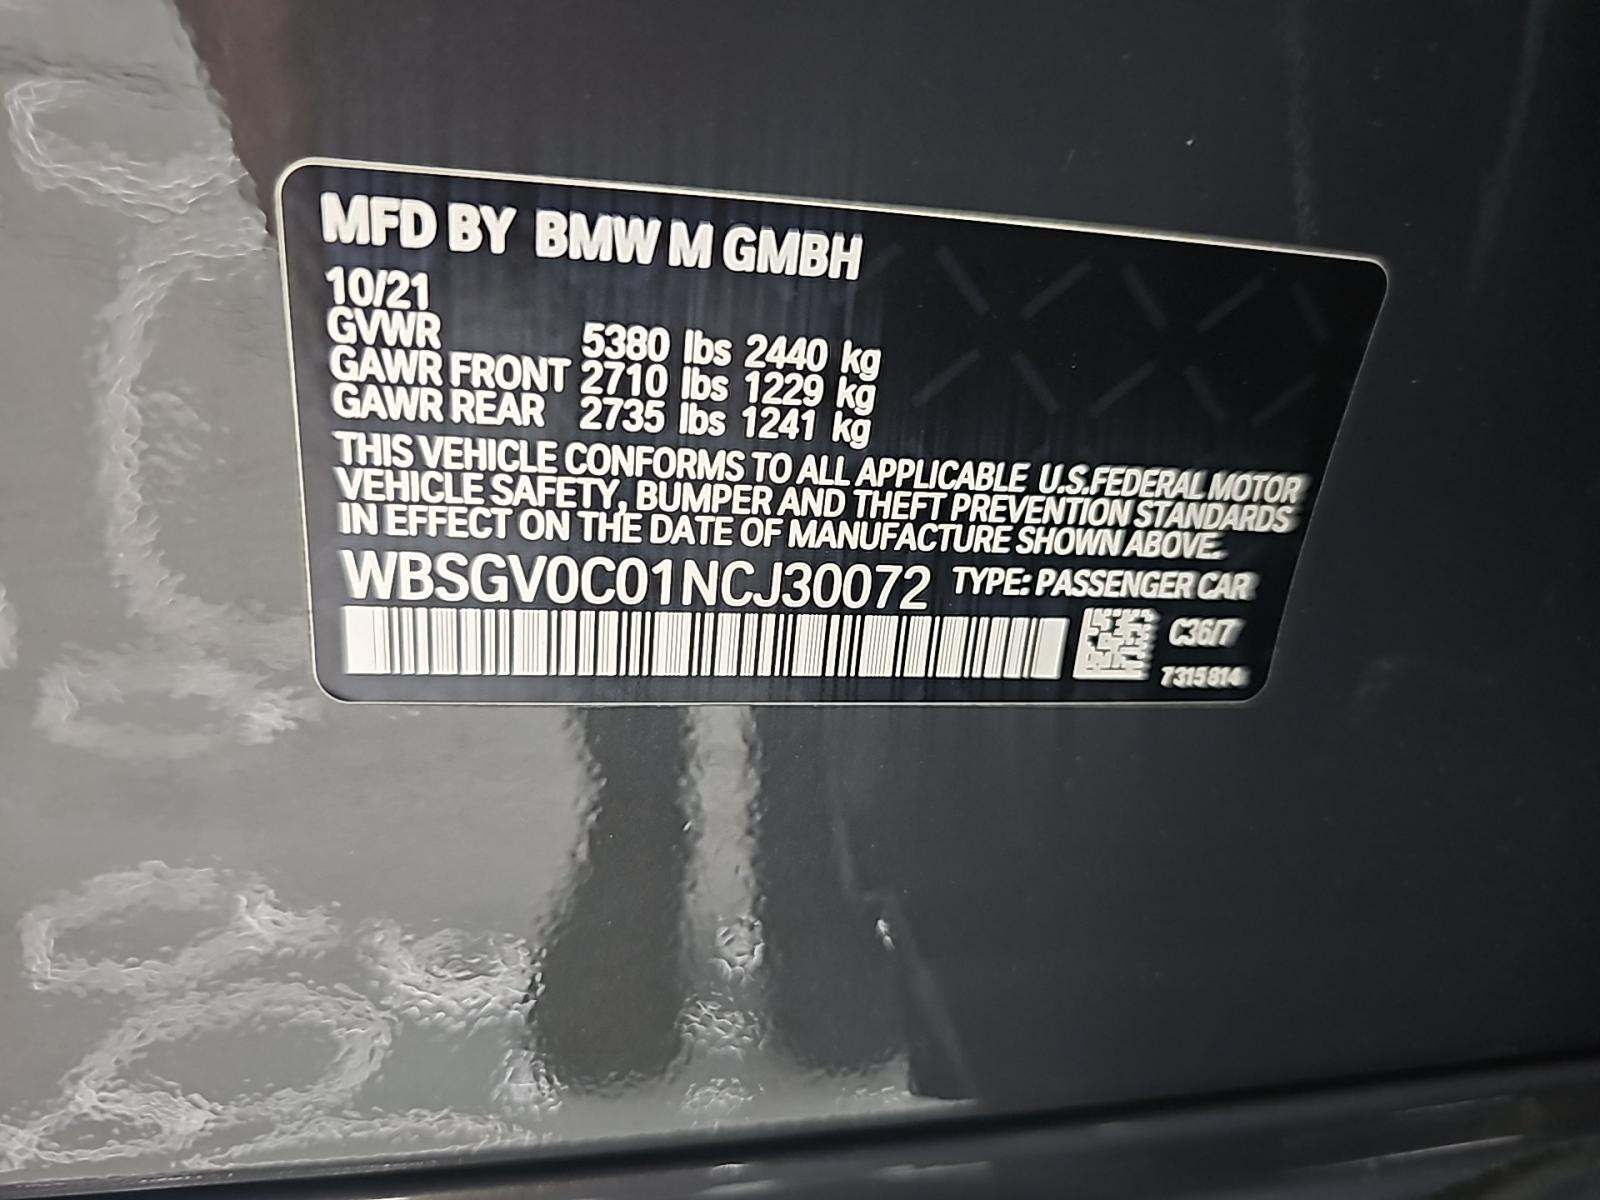 MFD BY BMW M GMBH
10/21
GVWR 5380 lbs 2440 kg
GAWR FRONT 2710 lbs 1229 kg
GAWR REAR 2735 lbs 1241 kg
THIS VEHICLE CONFORMS TO ALL APPLICABLE U.S.FEDERAL MOTOR
VEHICLE SAFETY, BUMPER AND THEFT PREVENTION STANDARDS
IN EFFECT ON THE DATE OF MANUFACTURE SHOWN ABOVE.
WBSGV0C01NCJ30072 TYPE: PASSENGER CAR
C36/7
7315814